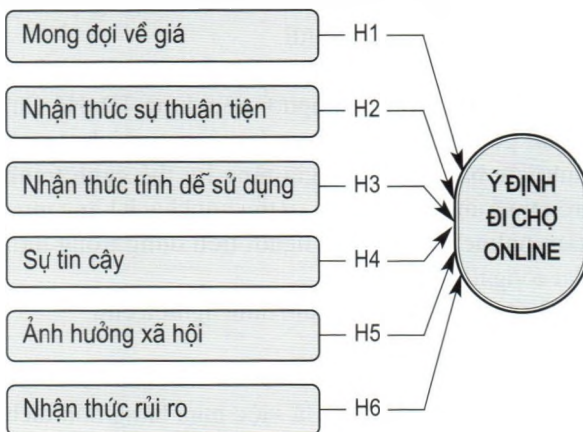 Mong đợi về giá
H1
Nhận thức sự thuận tiện
H2
Nhận thức tính dễ sử dụng
H3
Sự tin cậy
H4
Ảnh hưởng xã hội
H5
Nhận thức rủi ro
H6
Ý ĐỊNH
ĐI CHỢ
ONLINE